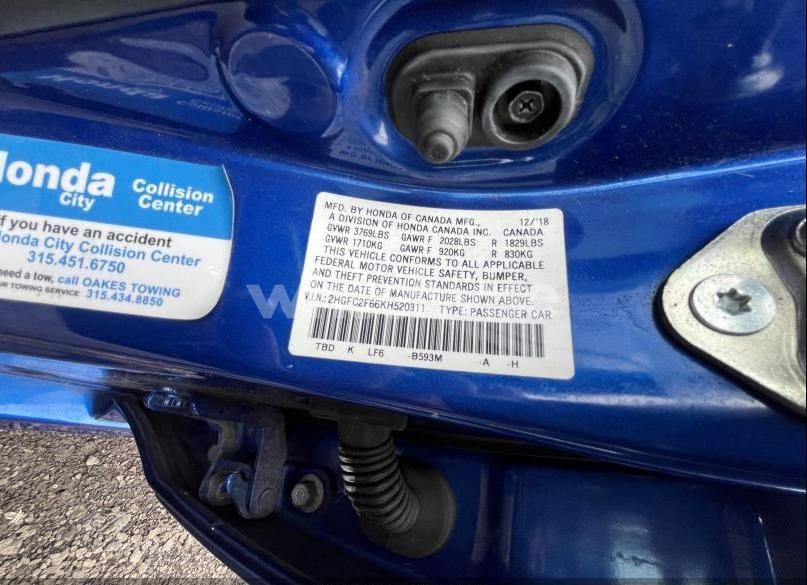 Honda
City
Collision
Center
if you have an accident
Honda City Collision Center
315.451.6750
need a tow, call OAKES TOWING
TOWING SERVICE 315.434.8850
MFD. BY HONDA OF CANADA MFG., 12/'18
A DIVISION OF HONDA CANADA INC. CANADA
GVWR 3769LBS GAWR F 2028LBS R 1829LBS
GVWR 1710KG GAWR F 920KG R 830KG
THIS VEHICLE CONFORMS TO ALL APPLICABLE
FEDERAL MOTOR VEHICLE SAFETY, BUMPER,
AND THEFT PREVENTION STANDARDS IN EFFECT
ON THE DATE OF MANUFACTURE SHOWN ABOVE.
V.I.N.: 2HGFC2F66KH520311 TYPE: PASSENGER CAR
TBD K LF6 -B593M -A -H